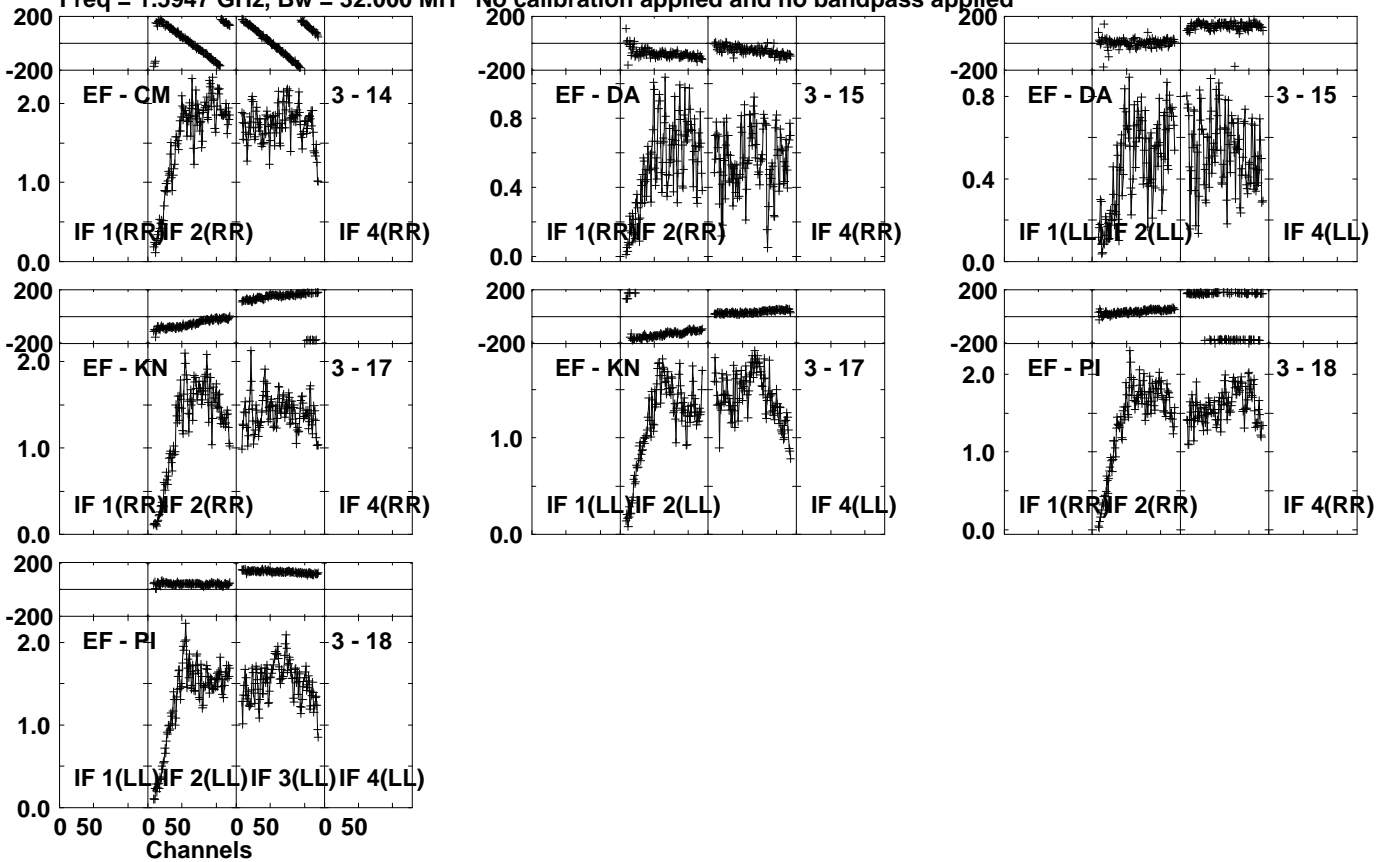 Freq = 1.5947 GHz, Bw = 32.000 MH No calibration applied and no bandpass applied
200
-200
EF - CM 3 - 14
2.0
1.0
0.0
IF 1(RR) IF 2(RR) IF 4(RR)
200
-200
EF - DA 3 - 15
0.8
0.4
0.0
IF 1(RR) IF 2(RR) IF 4(RR)
200
-200
EF - DA 3 - 15
0.8
0.4
0.0
IF 1(LL) IF 2(LL) IF 4(LL)
200
-200
EF - KN 3 - 17
2.0
1.0
0.0
IF 1(RR) IF 2(RR) IF 4(RR)
200
-200
EF - KN 3 - 17
1.0
0.0
IF 1(LL) IF 2(LL) IF 4(LL)
200
-200
EF - PI 3 - 18
2.0
1.0
0.0
IF 1(RR) IF 2(RR) IF 4(RR)
200
-200
EF - PI 3 - 18
2.0
1.0
0.0
IF 1(LL) IF 2(LL) IF 3(LL) IF 4(LL)
0 50 0 50 0 50 0 50
Channels